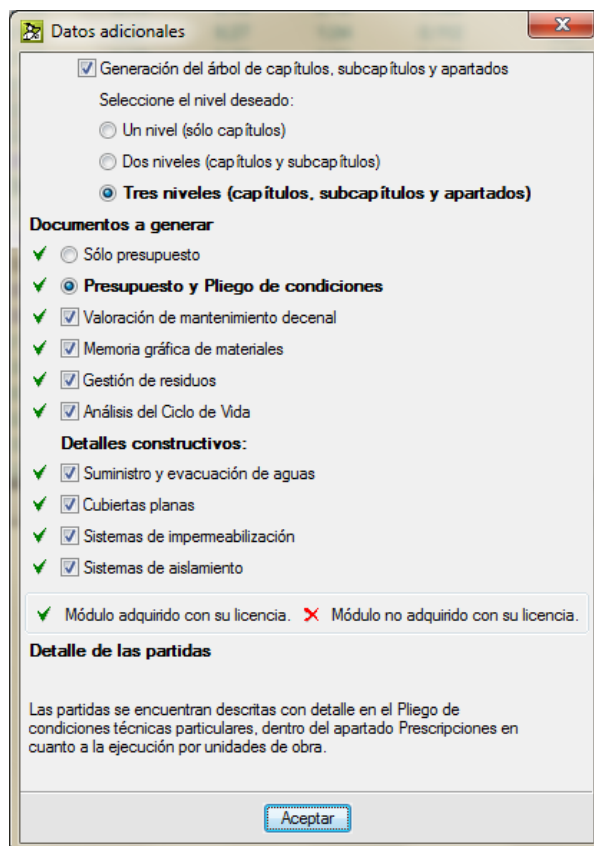 Datos adicionales
Generación del árbol de capítulos, subcapítulos y apartados
Seleccione el nivel deseado:
Un nivel (sólo capítulos)
Dos niveles (capítulos y subcapítulos)
Tres niveles (capítulos, subcapítulos y apartados)
Documentos a generar
Sólo presupuesto
Presupuesto y Pliego de condiciones
Valoración de mantenimiento decenal
Memoria gráfica de materiales
Gestión de residuos
Análisis del Ciclo de Vida
Detalles constructivos:
Suministro y evacuación de aguas
Cubiertas planas
Sistemas de impermeabilización
Sistemas de aislamiento
Módulo adquirido con su licencia. Módulo no adquirido con su licencia.
Detalle de las partidas
Las partidas se encuentran descritas con detalle en el Pliego de
condiciones técnicas particulares, dentro del apartado Prescripciones en
cuanto a la ejecución por unidades de obra.
Aceptar